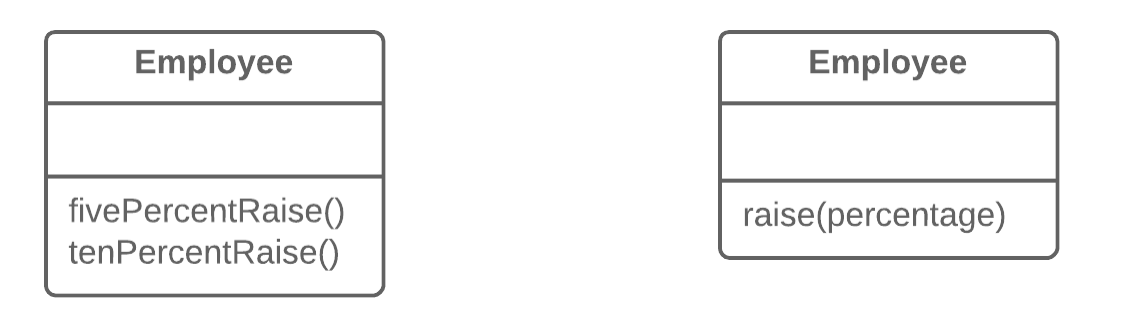 Employee
fivePercentRaise()
tenPercentRaise()
Employee
raise(percentage)